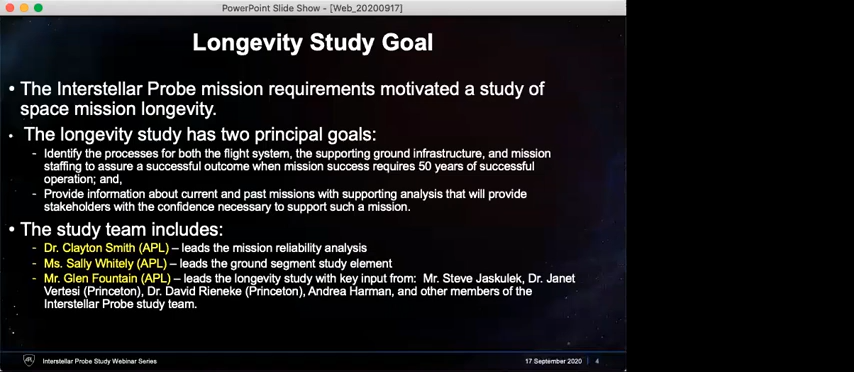 PowerPoint Slide Show - [Web_20200917]
Longevity Study Goal
• The Interstellar Probe mission requirements motivated a study of
space mission longevity.
• The longevity study has two principal goals:
- Identify the processes for both the flight system, the supporting ground infrastructure, and mission
staffing to assure a successful outcome when mission success requires 50 years of successful
operation; and,
- Provide information about current and past missions with supporting analysis that will provide
stakeholders with the confidence necessary to support such a mission.
• The study team includes:
- Dr. Clayton Smith (APL) – leads the mission reliability analysis
- Ms. Sally Whitely (APL) – leads the ground segment study element
- Mr. Glen Fountain (APL) – leads the longevity study with key input from: Mr. Steve Jaskulek, Dr. Janet
Vertesi (Princeton), Dr. David Rieneke (Princeton), Andrea Harman, and other members of the
Interstellar Probe study team.
APL Interstellar Probe Study Webinar Series 17 September 2020 4